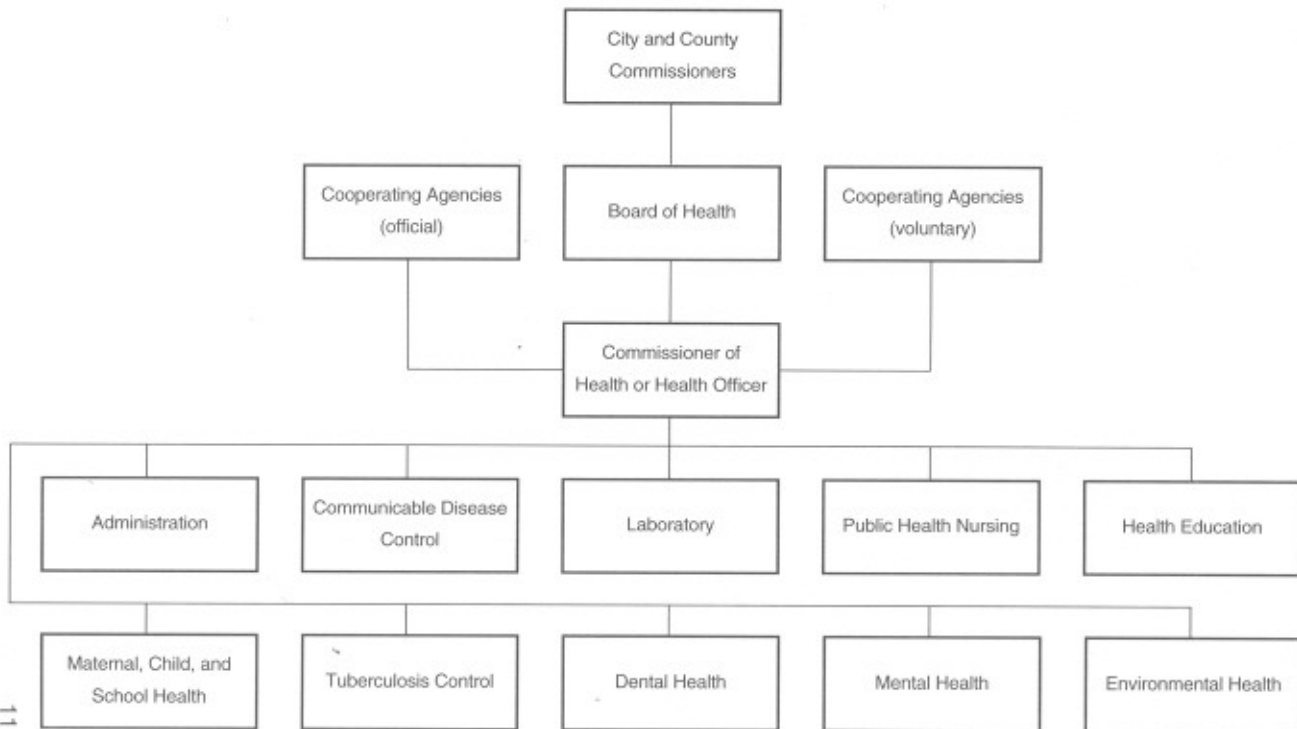 City and County
Commissioners
Cooperating Agencies
(official)
Board of Health
Cooperating Agencies
(voluntary)
Commissioner of
Health or Health Officer
Administration
Communicable Disease
Control
Laboratory
Public Health Nursing
Health Education
Maternal, Child, and
School Health
Tuberculosis Control
Dental Health
Mental Health
Environmental Health
11